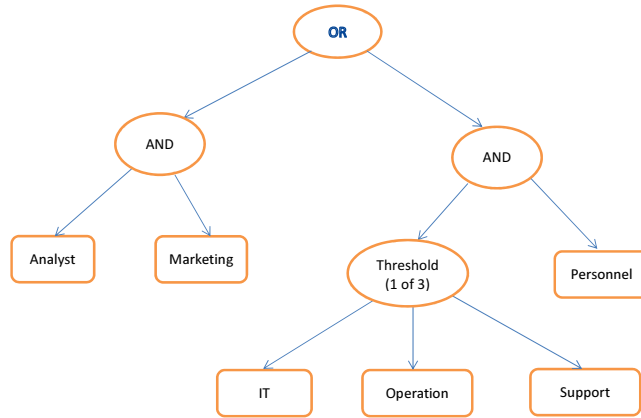 OR
AND
AND
Analyst
Marketing
Threshold
(1 of 3)
Personnel
IT
Operation
Support